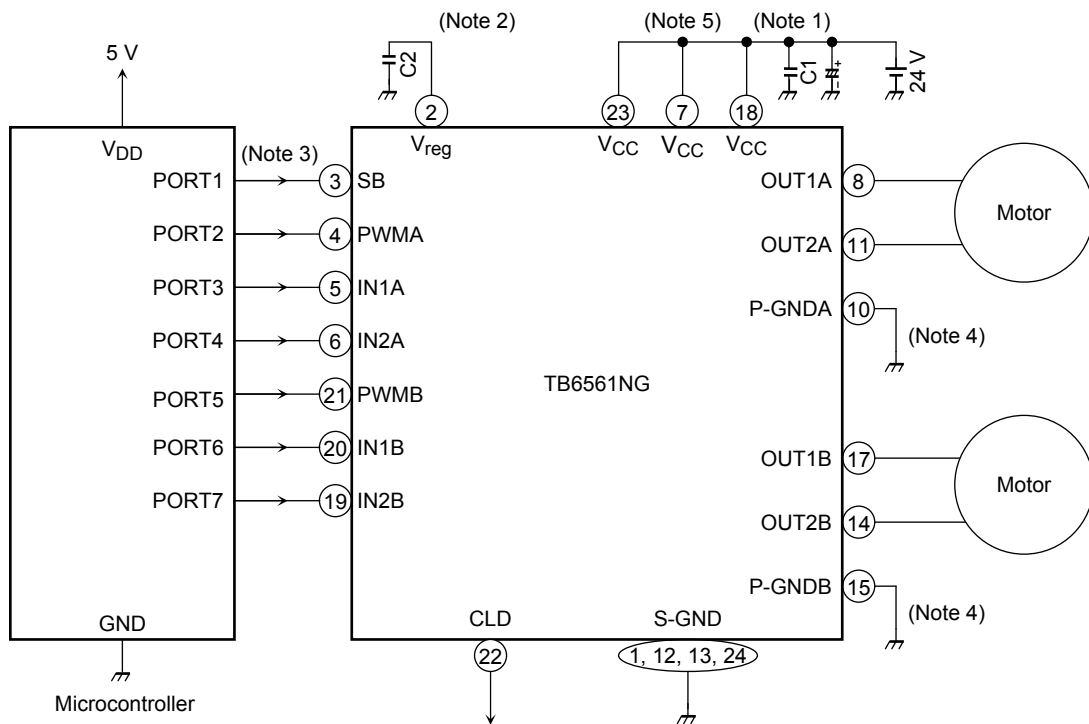 (Note 2)
(Note 5)
(Note 1)
5 V
C2
C1
+
−
24 V
2
23
7
18
VDD
Vreg
VCC
VCC
VCC
(Note 3)
PORT1
3
SB
OUT1A
8
Motor
PORT2
4
PWMA
OUT2A
11
PORT3
5
IN1A
P-GNDA
10
(Note 4)
PORT4
6
IN2A
TB6561NG
PORT5
21
PWMB
PORT6
20
IN1B
OUT1B
17
Motor
PORT7
19
IN2B
OUT2B
14
P-GNDB
15
(Note 4)
GND
CLD
S-GND
22
1, 12, 13, 24
Microcontroller